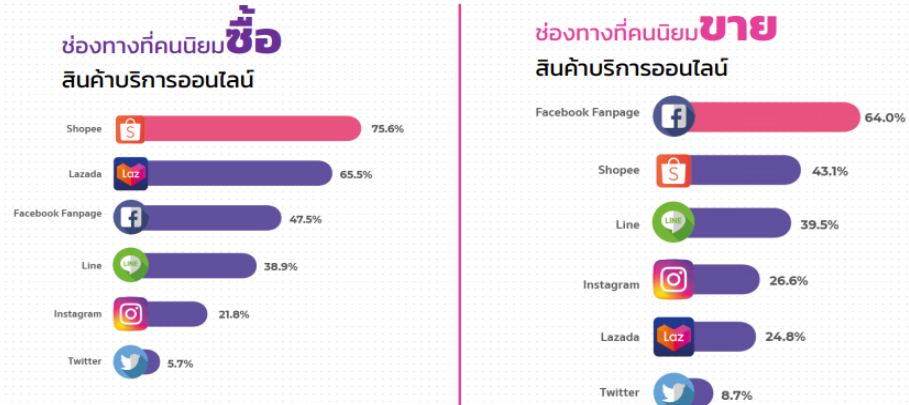 ช่องทางที่คนนิยมซื้อ
สินค้าบริการออนไลน์
Shopee 75.6%
Lazada Laz 65.5%
Facebook Fanpage 47.5%
Line LINE 38.9%
Instagram 21.8%
Twitter 5.7%
ช่องทางที่คนนิยมขาย
สินค้าบริการออนไลน์
Facebook Fanpage 64.0%
Shopee 43.1%
Line LINE 39.5%
Instagram 26.6%
Lazada Laz 24.8%
Twitter 8.7%